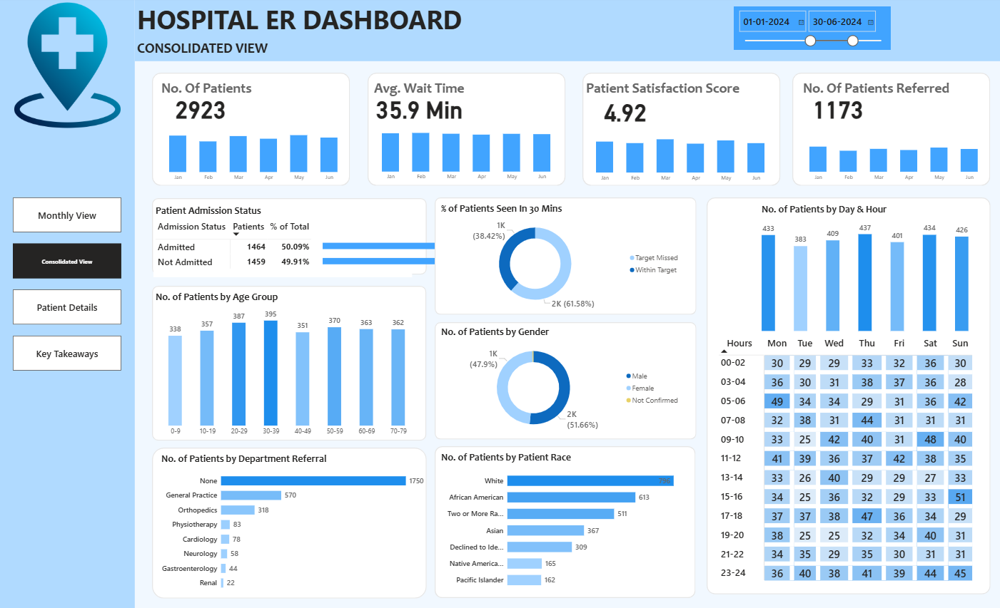 HOSPITAL ER DASHBOARD
CONSOLIDATED VIEW
01-01-2024 30-06-2024
Monthly View
Consolidated View
Patient Details
Key Takeaways
No. Of Patients
2923
Jan Feb Mar Apr May Jun
Avg. Wait Time
35.9 Min
Jan Feb Mar Apr May Jun
Patient Satisfaction Score
4.92
Jan Feb Mar Apr May Jun
No. Of Patients Referred
1173
Jan Feb Mar Apr May Jun
Patient Admission Status
Admission Status Patients % of Total
Admitted 1464 50.09%
Not Admitted 1459 49.91%
% of Patients Seen In 30 Mins
1K
(38.42%)
2K (61.58%)
Target Missed
Within Target
No. of Patients by Age Group
338 357 387 395 351 370 363 362
0-9 10-19 20-29 30-39 40-49 50-59 60-69 70-79
No. of Patients by Gender
1K
(47.9%)
2K
(51.66%)
Male
Female
Not Confirmed
No. of Patients by Department Referral
None 1750
General Practice 570
Orthopedics 318
Physiotherapy 83
Cardiology 78
Neurology 58
Gastroenterology 44
Renal 22
No. of Patients by Patient Race
White 796
African American 613
Two or More Ra... 511
Asian 367
Declined to Ide... 309
Native America... 165
Pacific Islander 162
No. of Patients by Day & Hour
433 383 409 437 401 434 426
Hours Mon Tue Wed Thu Fri Sat Sun
00-02 30 29 29 33 32 36 30
03-04 36 30 31 38 37 36 28
05-06 49 34 34 29 31 36 42
07-08 32 38 31 44 31 31 31
09-10 33 25 42 40 31 48 40
11-12 41 39 36 37 42 38 35
13-14 33 26 40 29 29 27 33
15-16 34 25 36 32 29 33 51
17-18 37 37 38 47 36 34 29
19-20 38 25 25 32 34 40 31
21-22 34 35 29 35 30 31 31
23-24 36 40 38 41 39 44 45